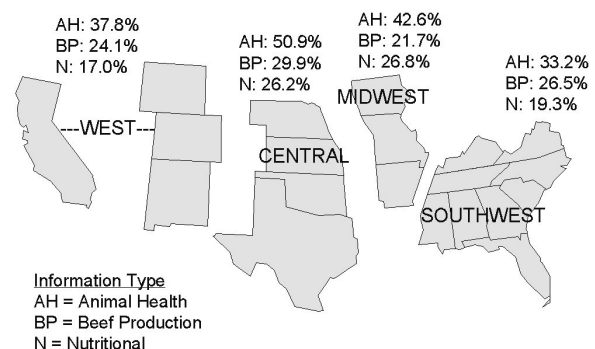 AH: 37.8%
BP: 24.1%
N: 17.0%
AH: 50.9%
BP: 29.9%
N: 26.2%
AH: 42.6%
BP: 21.7%
N: 26.8%
AH: 33.2%
BP: 26.5%
N: 19.3%
---WEST---
CENTRAL
MIDWEST
SOUTHWEST
Information Type
AH = Animal Health
BP = Beef Production
N = Nutritional